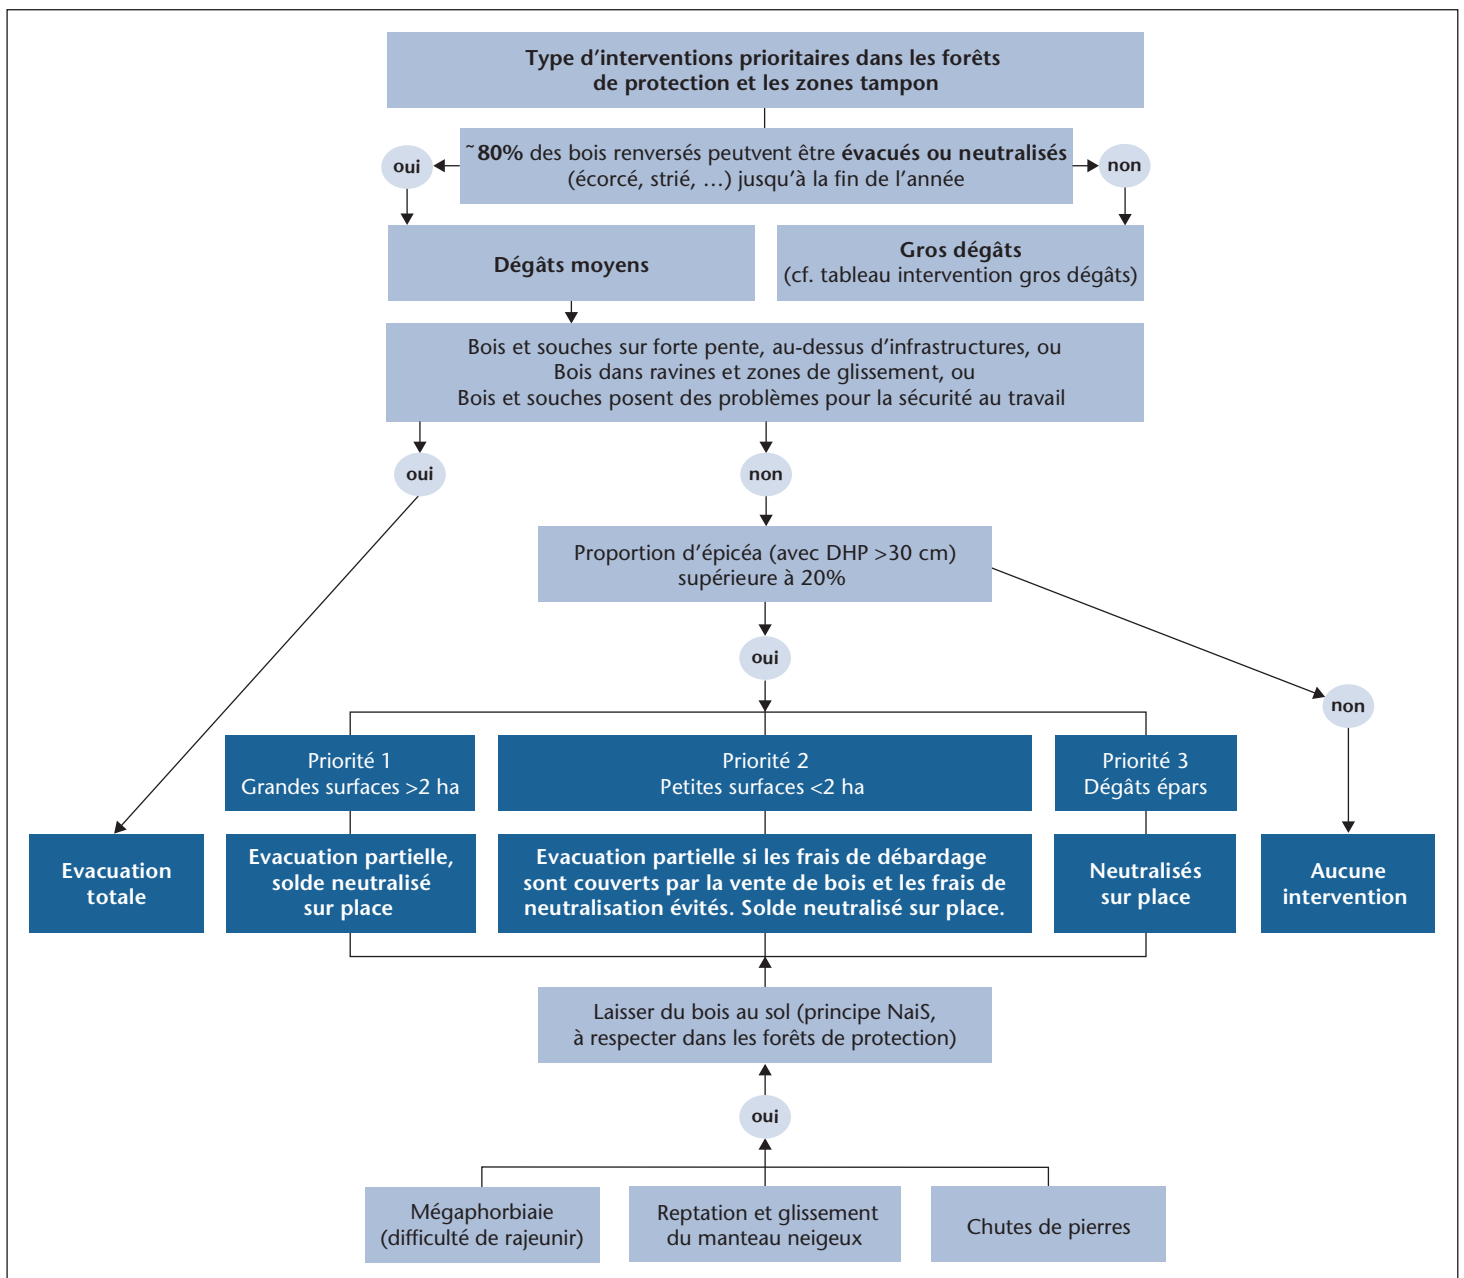 Type d’interventions prioritaires dans les forêts
de protection et les zones tampon
~80% des bois renversés peutvent être évacués ou neutralisés
(écorcé, strié, …) jusqu’à la fin de l’année
oui
non
Dégâts moyens
Gros dégâts
(cf. tableau intervention gros dégâts)
Bois et souches sur forte pente, au-dessus d’infrastructures, ou
Bois dans ravines et zones de glissement, ou
Bois et souches posent des problèmes pour la sécurité au travail
oui
non
Proportion d’épicéa (avec DHP >30 cm)
supérieure à 20%
oui
non
Priorité 1
Grandes surfaces >2 ha
Priorité 2
Petites surfaces <2 ha
Priorité 3
Dégâts épars
Evacuation
totale
Evacuation partielle,
solde neutralisé
sur place
Evacuation partielle si les frais de débardage
sont couverts par la vente de bois et les frais de
neutralisation évités. Solde neutralisé sur place.
Neutralisés
sur place
Aucune
intervention
Laisser du bois au sol (principe NaiS,
à respecter dans les forêts de protection)
oui
Mégaphorbiaie
(difficulté de rajeunir)
Reptation et glissement
du manteau neigeux
Chutes de pierres